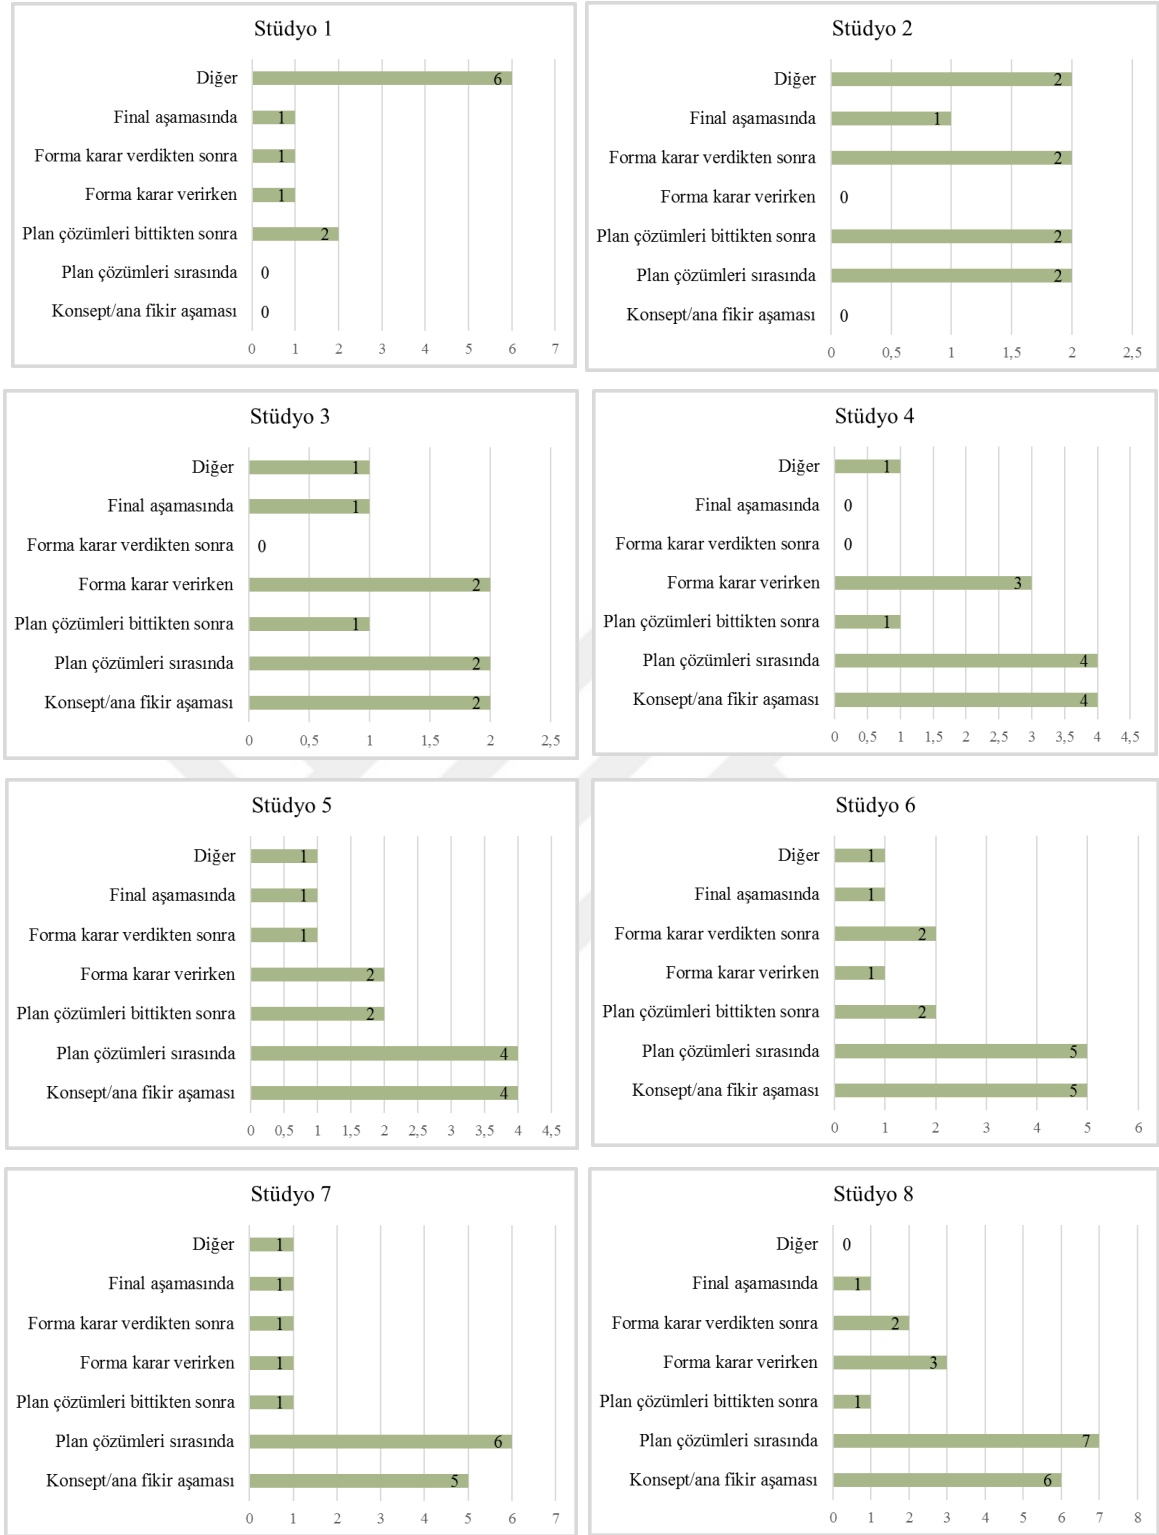 Stüdyo 1
Diğer 6
Final aşamasında 1
Forma karar verdikten sonra 1
Forma karar verirken 1
Plan çözümleri bittikten sonra 2
Plan çözümleri sırasında 0
Konsept/ana fikir aşaması 0
0 1 2 3 4 5 6 7
Stüdyo 2
Diğer 2
Final aşamasında 1
Forma karar verdikten sonra 2
Forma karar verirken 0
Plan çözümleri bittikten sonra 2
Plan çözümleri sırasında 2
Konsept/ana fikir aşaması 0
0 0,5 1 1,5 2 2,5
Stüdyo 3
Diğer 1
Final aşamasında 1
Forma karar verdikten sonra 0
Forma karar verirken 2
Plan çözümleri bittikten sonra 1
Plan çözümleri sırasında 2
Konsept/ana fikir aşaması 2
0 0,5 1 1,5 2 2,5
Stüdyo 4
Diğer 1
Final aşamasında 0
Forma karar verdikten sonra 0
Forma karar verirken 3
Plan çözümleri bittikten sonra 1
Plan çözümleri sırasında 4
Konsept/ana fikir aşaması 4
0 0,5 1 1,5 2 2,5 3 3,5 4 4,5
Stüdyo 5
Diğer 1
Final aşamasında 1
Forma karar verdikten sonra 1
Forma karar verirken 2
Plan çözümleri bittikten sonra 2
Plan çözümleri sırasında 4
Konsept/ana fikir aşaması 4
0 0,5 1 1,5 2 2,5 3 3,5 4 4,5
Stüdyo 6
Diğer 1
Final aşamasında 1
Forma karar verdikten sonra 2
Forma karar verirken 1
Plan çözümleri bittikten sonra 2
Plan çözümleri sırasında 5
Konsept/ana fikir aşaması 5
0 1 2 3 4 5 6
Stüdyo 7
Diğer 1
Final aşamasında 1
Forma karar verdikten sonra 1
Forma karar verirken 1
Plan çözümleri bittikten sonra 1
Plan çözümleri sırasında 6
Konsept/ana fikir aşaması 5
0 1 2 3 4 5 6 7
Stüdyo 8
Diğer 0
Final aşamasında 1
Forma karar verdikten sonra 2
Forma karar verirken 3
Plan çözümleri bittikten sonra 1
Plan çözümleri sırasında 7
Konsept/ana fikir aşaması 6
0 1 2 3 4 5 6 7 8